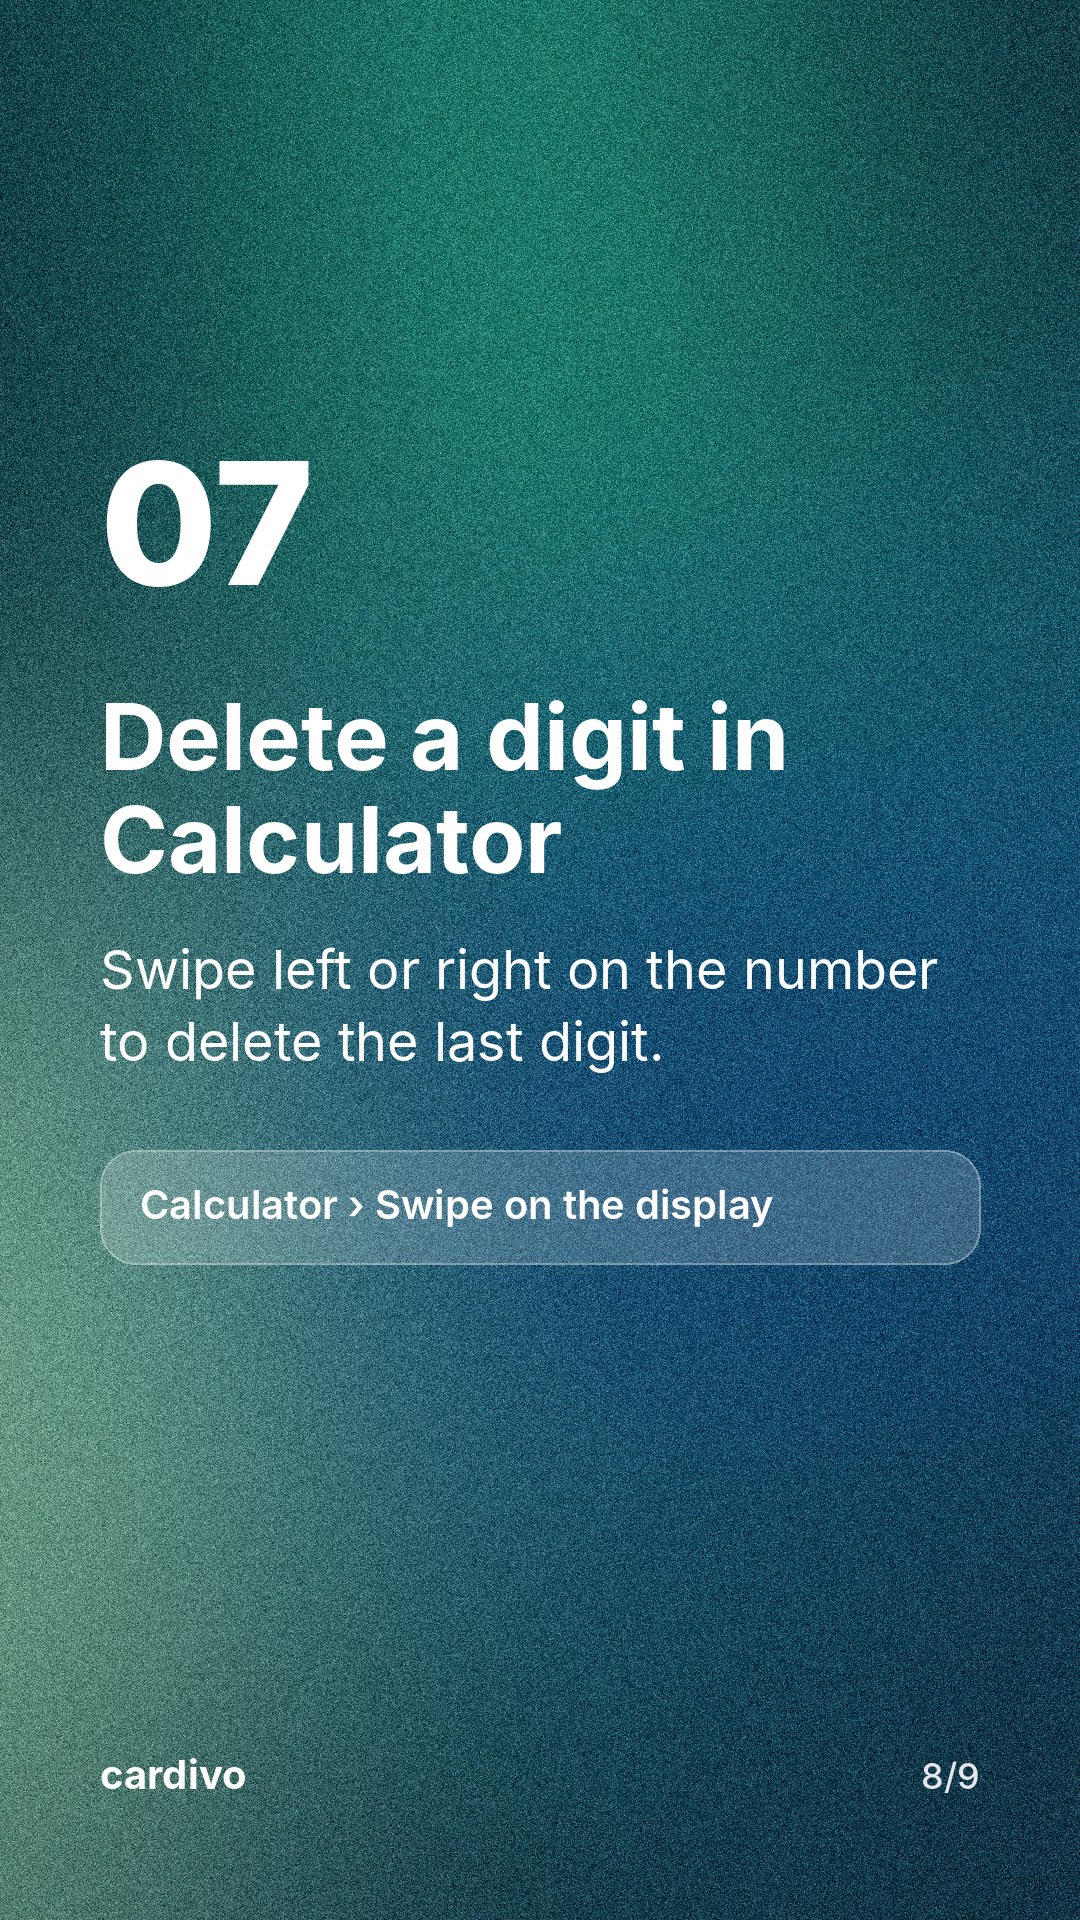 07
Delete a digit in
Calculator
Swipe left or right on the number
to delete the last digit.
Calculator › Swipe on the display
cardivo
8/9